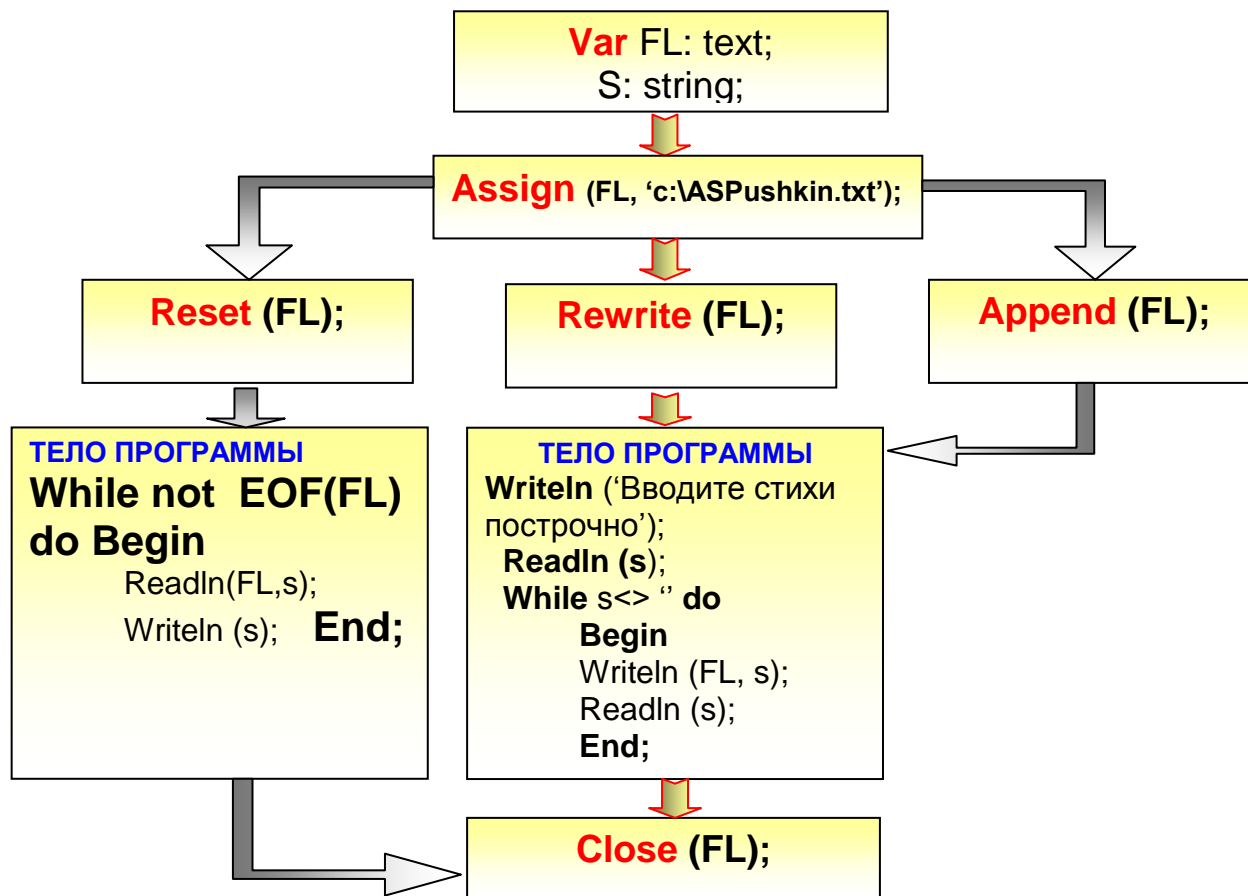 Var FL: text;
S: string;
Assign (FL, ‘c:\ASPushkin.txt’);
Reset (FL);
Rewrite (FL);
Append (FL);
ТЕЛО ПРОГРАММЫ
While not EOF(FL)
do Begin
Readln(FL,s);
Writeln (s); End;
ТЕЛО ПРОГРАММЫ
Writeln (‘Вводите стихи
построчно’);
Readln (s);
While s<> ‘’ do
Begin
Writeln (FL, s);
Readln (s);
End;
Close (FL);